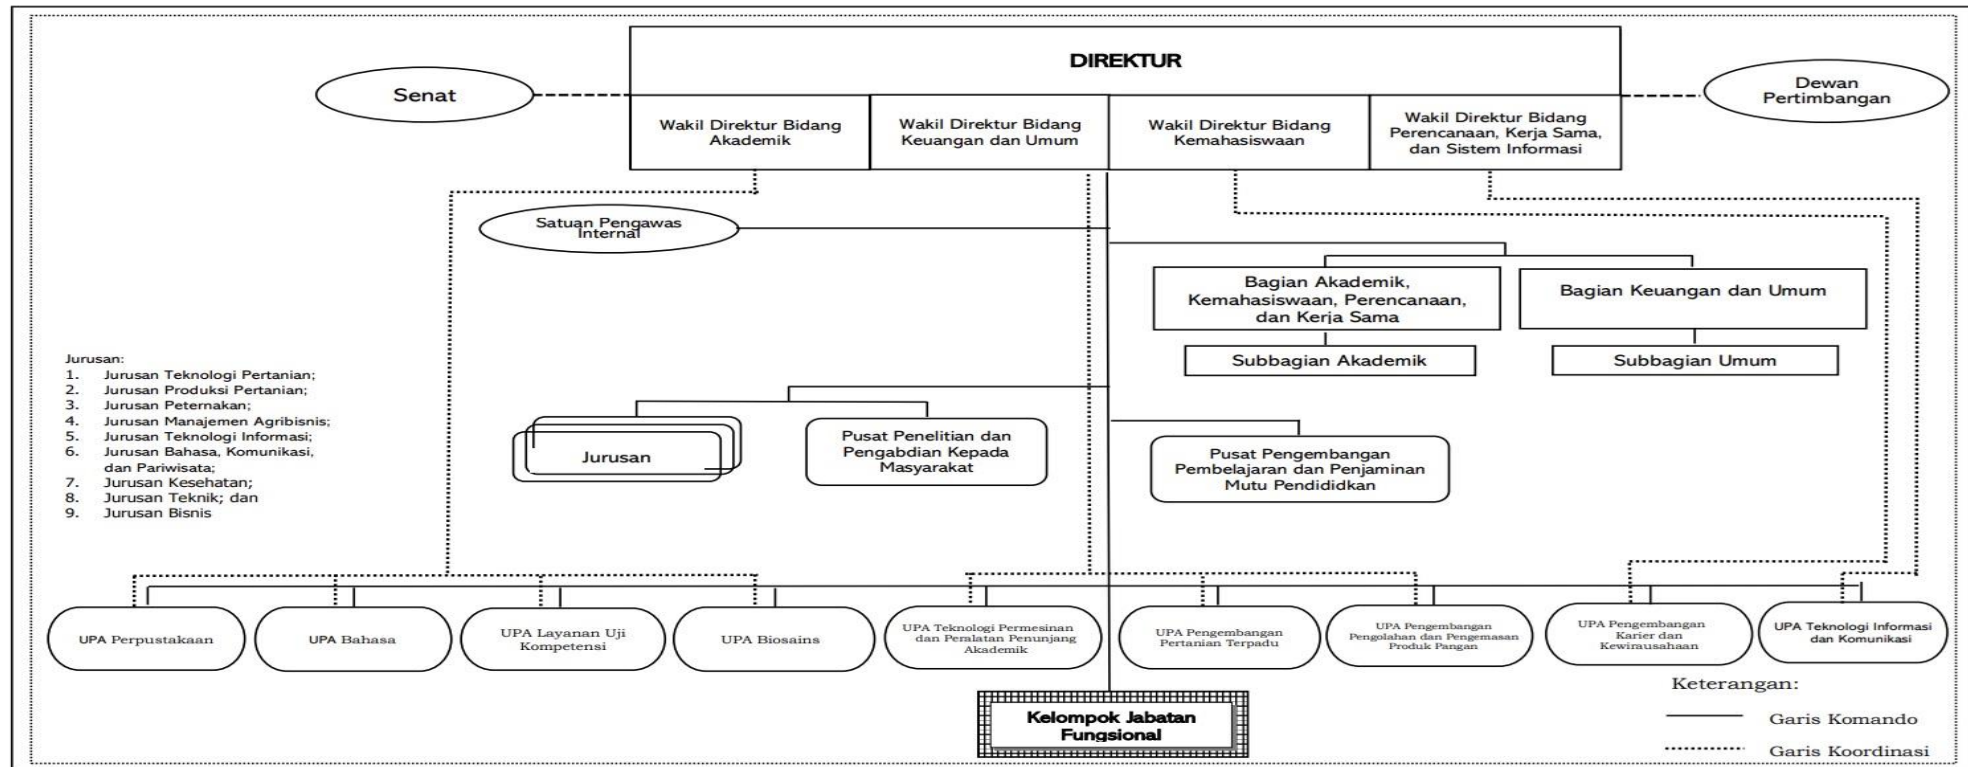 DIREKTUR
Senat
Dewan
Pertimbangan
Wakil Direktur Bidang
Akademik
Wakil Direktur Bidang
Keuangan dan Umum
Wakil Direktur Bidang
Kemahasiswaan
Wakil Direktur Bidang
Perencanaan, Kerja Sama,
dan Sistem Informasi
Satuan Pengawas
Internal
Bagian Akademik,
Kemahasiswaan, Perencanaan,
dan Kerja Sama
Bagian Keuangan dan Umum
Subbagian Akademik
Subbagian Umum
Jurusan:
1. Jurusan Teknologi Pertanian;
2. Jurusan Produksi Pertanian;
3. Jurusan Peternakan;
4. Jurusan Manajemen Agribisnis;
5. Jurusan Teknologi Informasi;
6. Jurusan Bahasa, Komunikasi,
dan Pariwisata;
7. Jurusan Kesehatan;
8. Jurusan Teknik; dan
9. Jurusan Bisnis
Jurusan
Pusat Penelitian dan
Pengabdian Kepada
Masyarakat
Pusat Pengembangan
Pembelajaran dan Penjaminan
Mutu Pendididkan
UPA Perpustakaan
UPA Bahasa
UPA Layanan Uji
Kompetensi
UPA Biosains
UPA Teknologi Permesinan
dan Peralatan Penunjang
Akademik
UPA Pengembangan
Pertanian Terpadu
UPA Pengembangan
Pengolahan dan Pengemasan
Produk Pangan
UPA Pengembangan
Karier dan
Kewirausahaan
UPA Teknologi Informasi
dan Komunikasi
Kelompok Jabatan
Fungsional
Keterangan:
Garis Komando
Garis Koordinasi